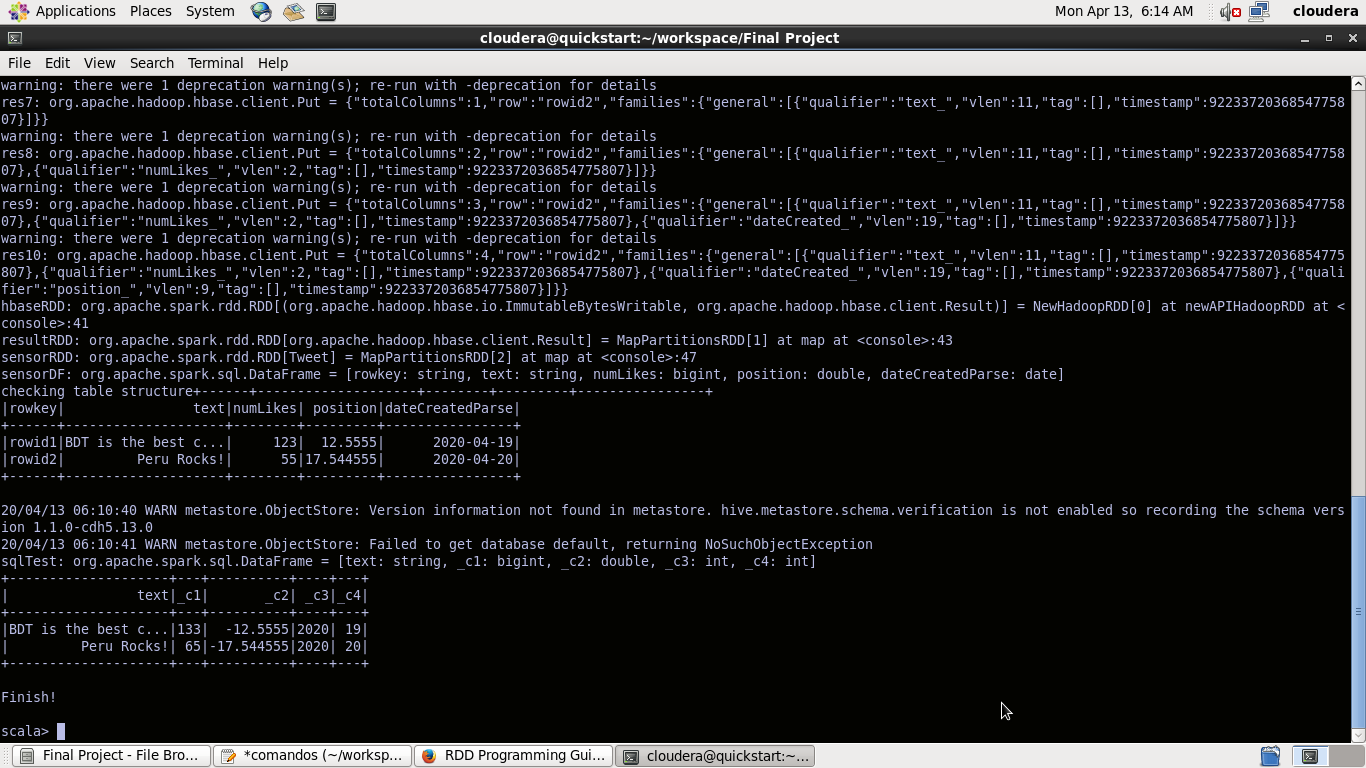 Applications Places System Mon Apr 13, 6:14 AM cloudera
cloudera@quickstart:~/workspace/Final Project
File Edit View Search Terminal Help
warning: there were 1 deprecation warning(s); re-run with -deprecation for details
res7: org.apache.hadoop.hbase.client.Put = {"totalColumns":1,"row":"rowid2","families":{"general":[{"qualifier":"text_","vlen":11,"tag":[],"timestamp":92233720368547758
07}]}}
warning: there were 1 deprecation warning(s); re-run with -deprecation for details
res8: org.apache.hadoop.hbase.client.Put = {"totalColumns":2,"row":"rowid2","families":{"general":[{"qualifier":"text_","vlen":11,"tag":[],"timestamp":92233720368547758
07},{"qualifier":"numLikes_","vlen":2,"tag":[],"timestamp":9223372036854775807}]}}
warning: there were 1 deprecation warning(s); re-run with -deprecation for details
res9: org.apache.hadoop.hbase.client.Put = {"totalColumns":3,"row":"rowid2","families":{"general":[{"qualifier":"text_","vlen":11,"tag":[],"timestamp":92233720368547758
07},{"qualifier":"numLikes_","vlen":2,"tag":[],"timestamp":9223372036854775807},{"qualifier":"dateCreated_","vlen":19,"tag":[],"timestamp":9223372036854775807}]}}
warning: there were 1 deprecation warning(s); re-run with -deprecation for details
res10: org.apache.hadoop.hbase.client.Put = {"totalColumns":4,"row":"rowid2","families":{"general":[{"qualifier":"text_","vlen":11,"tag":[],"timestamp":9223372036854775
807},{"qualifier":"numLikes_","vlen":2,"tag":[],"timestamp":9223372036854775807},{"qualifier":"dateCreated_","vlen":19,"tag":[],"timestamp":9223372036854775807},{"quali
fier":"position_","vlen":9,"tag":[],"timestamp":9223372036854775807}]}}
hbaseRDD: org.apache.spark.rdd.RDD[(org.apache.hadoop.hbase.io.ImmutableBytesWritable, org.apache.hadoop.hbase.client.Result)] = NewHadoopRDD[0] at newAPIHadoopRDD at <
console>:41
resultRDD: org.apache.spark.rdd.RDD[org.apache.hadoop.hbase.client.Result] = MapPartitionsRDD[1] at map at <console>:43
sensorRDD: org.apache.spark.rdd.RDD[Tweet] = MapPartitionsRDD[2] at map at <console>:47
sensorDF: org.apache.spark.sql.DataFrame = [rowkey: string, text: string, numLikes: bigint, position: double, dateCreatedParse: date]
checking table structure+------+--------------------+--------+---------+----------------+
|rowkey|                text|numLikes| position|dateCreatedParse|
+------+--------------------+--------+---------+----------------+
|rowid1|BDT is the best c...|     123|  12.5555|      2020-04-19|
|rowid2|         Peru Rocks!|      55|17.544555|      2020-04-20|
+------+--------------------+--------+---------+----------------+
20/04/13 06:10:40 WARN metastore.ObjectStore: Version information not found in metastore. hive.metastore.schema.verification is not enabled so recording the schema vers
ion 1.1.0-cdh5.13.0
20/04/13 06:10:41 WARN metastore.ObjectStore: Failed to get database default, returning NoSuchObjectException
sqlTest: org.apache.spark.sql.DataFrame = [text: string, _c1: bigint, _c2: double, _c3: int, _c4: int]
+--------------------+---+----------+----+---+
|                text|_c1|       _c2| _c3|_c4|
+--------------------+---+----------+----+---+
|BDT is the best c...|133|  -12.5555|2020| 19|
|         Peru Rocks!| 65|-17.544555|2020| 20|
+--------------------+---+----------+----+---+
Finish!
scala>
Final Project - File Bro... *comandos (~/worksp... RDD Programming Gui... cloudera@quickstart:~...